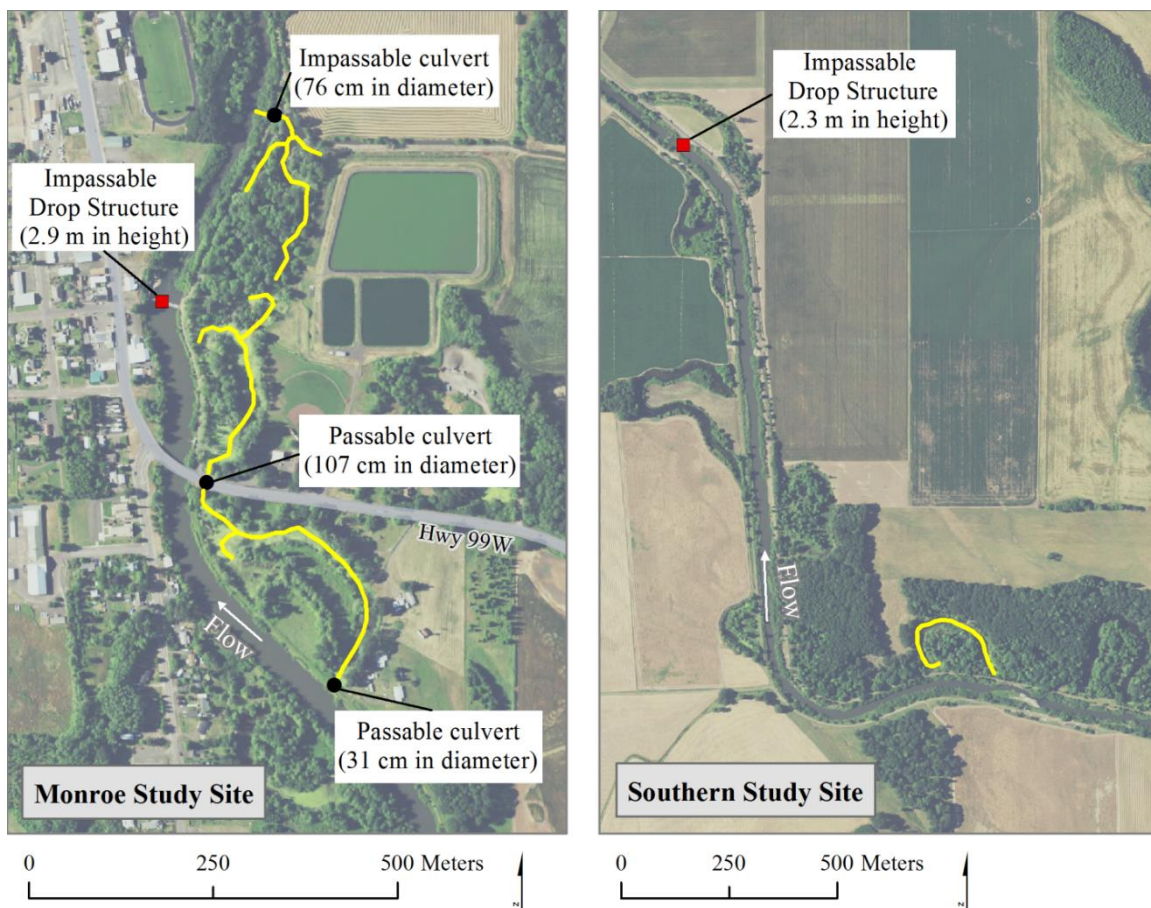 Impassable culvert
(76 cm in diameter)
Impassable
Drop Structure
(2.9 m in height)
Passable culvert
(107 cm in diameter)
Hwy 99W
Flow
Passable culvert
(31 cm in diameter)
Monroe Study Site
0 250 500 Meters
N
Impassable
Drop Structure
(2.3 m in height)
Flow
Southern Study Site
0 250 500 Meters
N